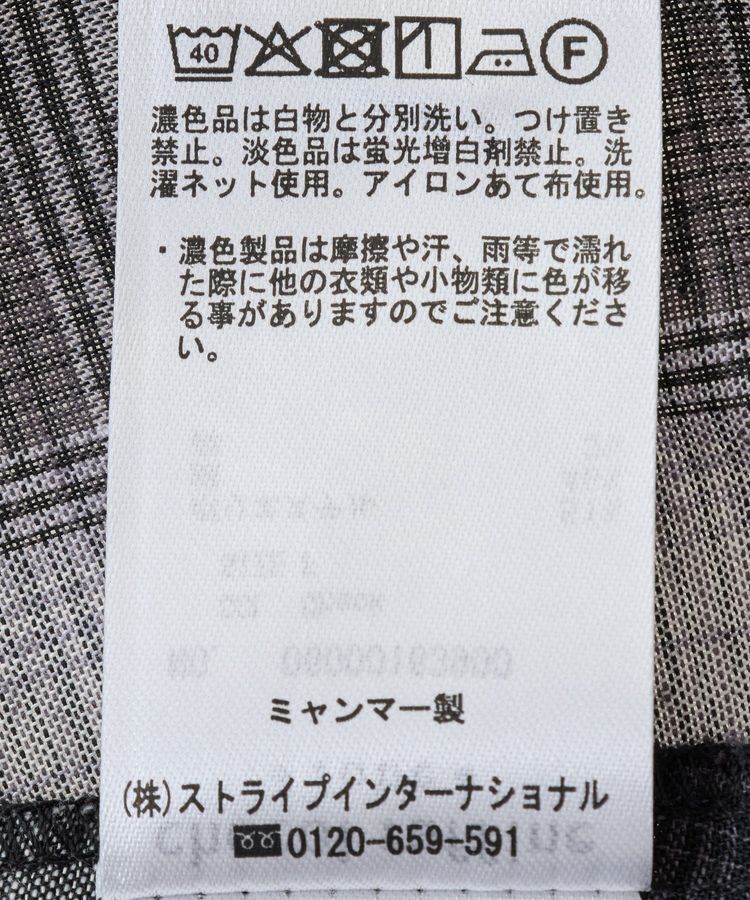 40 F
濃色品は白物と分別洗い。つけ置き
禁止。淡色品は蛍光増白剤禁止。洗
濯ネット使用。アイロンあて布使用。
・濃色製品は摩擦や汗、雨等で濡れ
た際に他の衣類や小物類に色が移
る事がありますのでご注意くださ
い。
ミャンマー製
(株)ストライプインターナショナル
0120-659-591